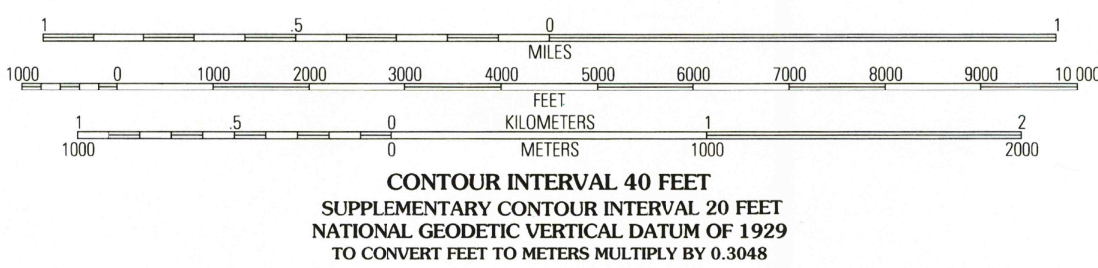 1 .5 0 1
MILES
1000 0 1000 2000 3000 4000 5000 6000 7000 8000 9000 10 000
FEET
1 .5 0 KILOMETERS 1 2
1000 0 METERS 1000 2000
CONTOUR INTERVAL 40 FEET
SUPPLEMENTARY CONTOUR INTERVAL 20 FEET
NATIONAL GEODETIC VERTICAL DATUM OF 1929
TO CONVERT FEET TO METERS MULTIPLY BY 0.3048